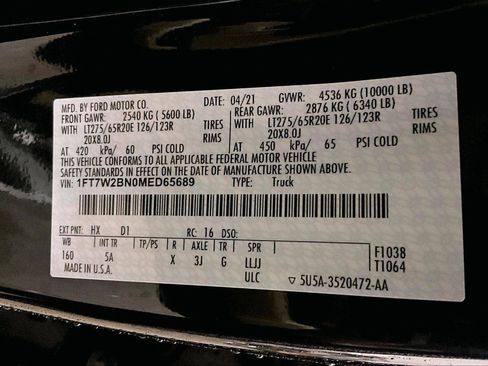 MFD. BY FORD MOTOR CO. DATE: 04/21 GVWR: 4536 KG (10000 LB)
FRONT GAWR: 2540 KG ( 5600 LB) REAR GAWR: 2876 KG ( 6340 LB)
WITH LT275/65R20E 126/123R TIRES WITH LT275/65R20E 126/123R TIRES
20X8.0J RIMS 20X8.0J RIMS
AT 420 kPa/ 60 PSI COLD AT 450 kPa/ 65 PSI COLD
THIS VEHICLE CONFORMS TO ALL APPLICABLE FEDERAL MOTOR VEHICLE
SAFETY STANDARDS IN EFFECT ON THE DATE OF MANUFACTURE SHOWN ABOVE.
VIN: 1FT7W2BN0MED65689 TYPE: Truck
EXT PNT: HX D1 RC: 16 DSO:
WB INT TR TP/PS R AXLE TR SPR
160 5A X 3J G LLJJ F1038
ULC T1064
MADE IN U.S.A. ▽ 5U5A-3520472-AA